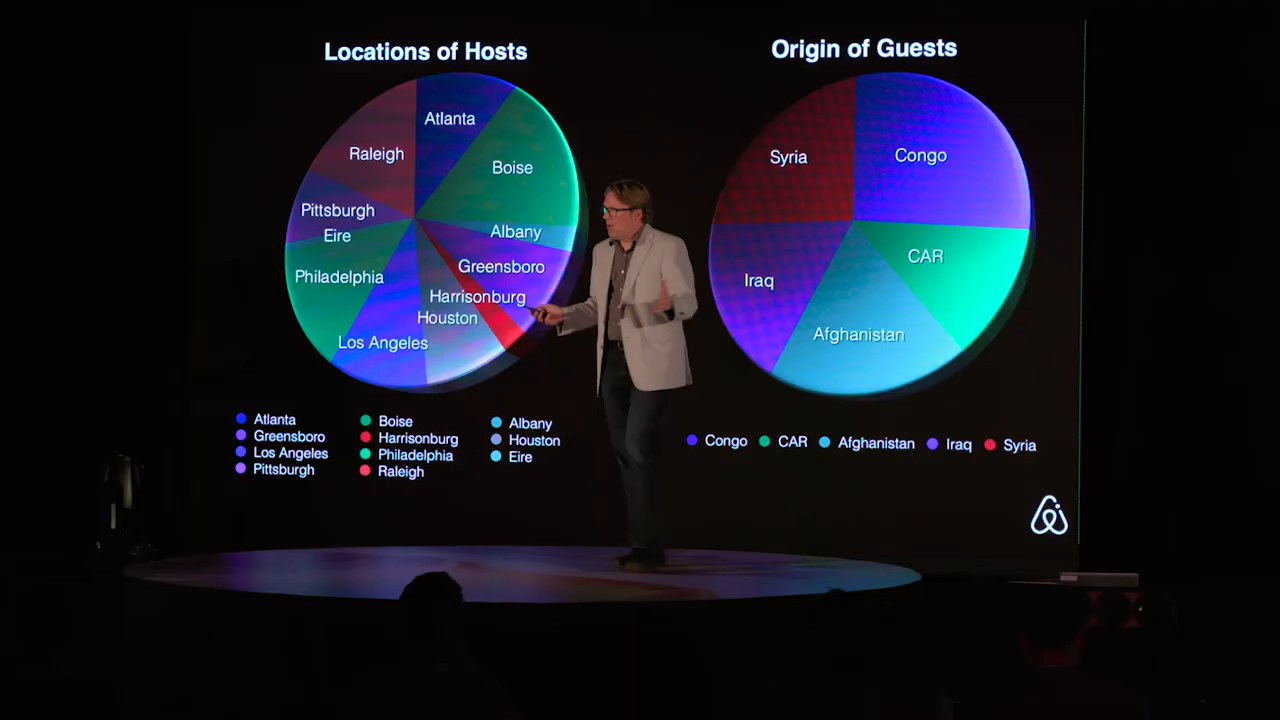 Locations of Hosts
Atlanta
Boise
Raleigh
Pittsburgh
Eire
Albany
Philadelphia
Greensboro
Harrisonburg
Houston
Los Angeles
Atlanta
Boise
Albany
Greensboro
Harrisonburg
Houston
Los Angeles
Philadelphia
Eire
Pittsburgh
Raleigh
Origin of Guests
Syria
Congo
CAR
Iraq
Afghanistan
Congo
CAR
Afghanistan
Iraq
Syria